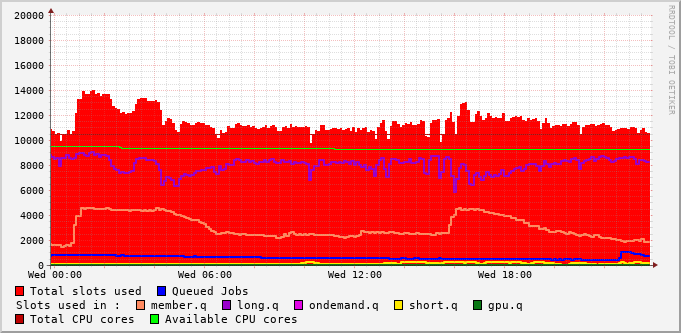 20000
18000
16000
14000
12000
10000
8000
6000
4000
2000
0
Wed 00:00 Wed 06:00 Wed 12:00 Wed 18:00
Total slots used Queued Jobs
Slots used in : member.q long.q ondemand.q short.q gpu.q
Total CPU cores Available CPU cores
RRDTOOL / TOBI OETIKER